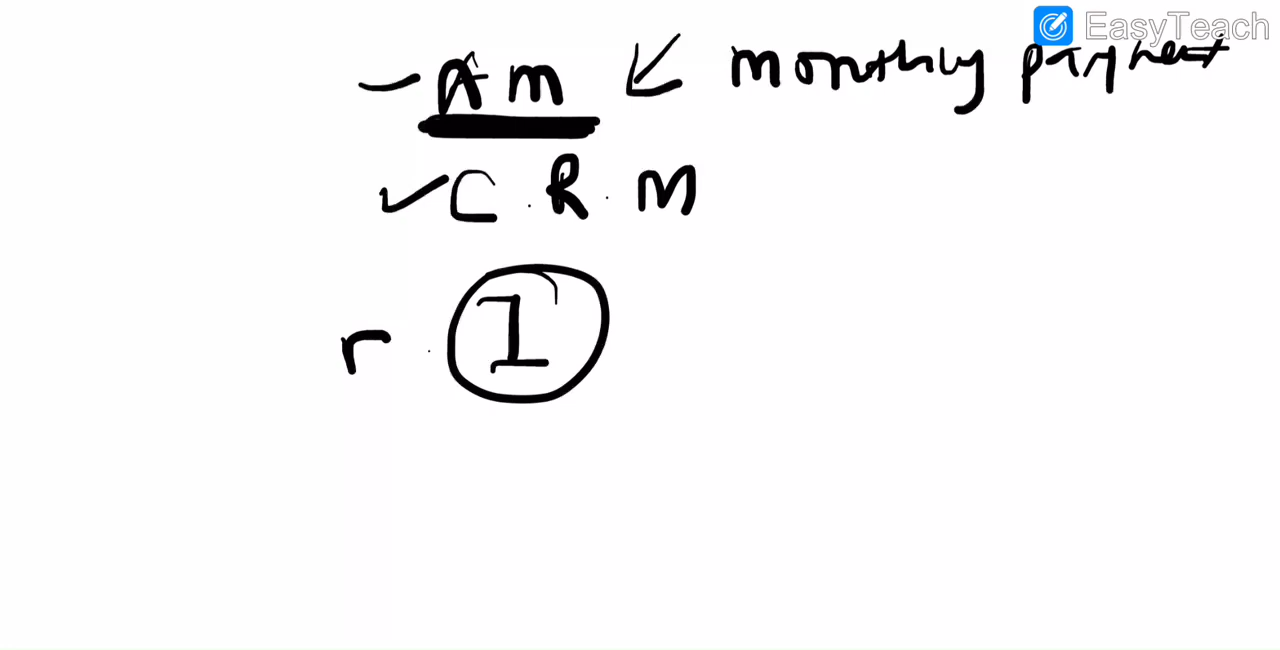 EasyTeach
- Am ↙ monthly payment
✓ C.R.M
r. I